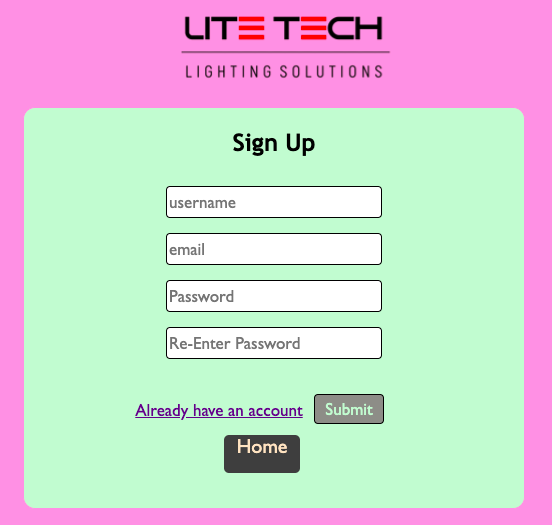 LITE TECH
LIGHTING SOLUTIONS
Sign Up
username
email
Password
Re-Enter Password
Already have an account Submit
Home